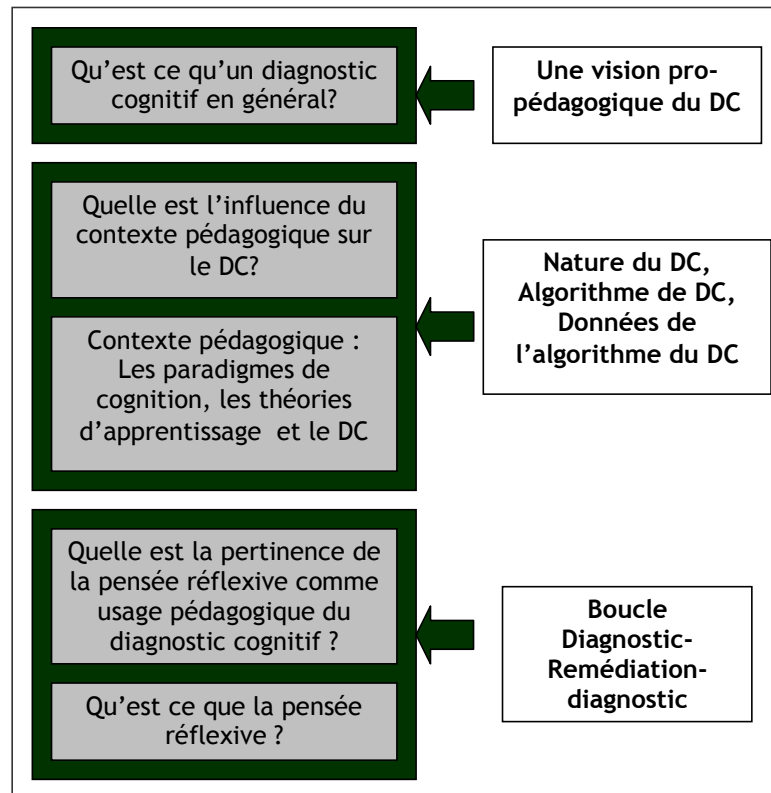 Qu’est ce qu’un diagnostic
cognitif en général?
Une vision pro-
pédagogique du DC
Quelle est l’influence du
contexte pédagogique sur
le DC?
Contexte pédagogique :
Les paradigmes de
cognition, les théories
d’apprentissage et le DC
Nature du DC,
Algorithme de DC,
Données de
l’algorithme du DC
Quelle est la pertinence de
la pensée réflexive comme
usage pédagogique du
diagnostic cognitif ?
Qu’est ce que la pensée
réflexive ?
Boucle
Diagnostic-
Remédiation-
diagnostic